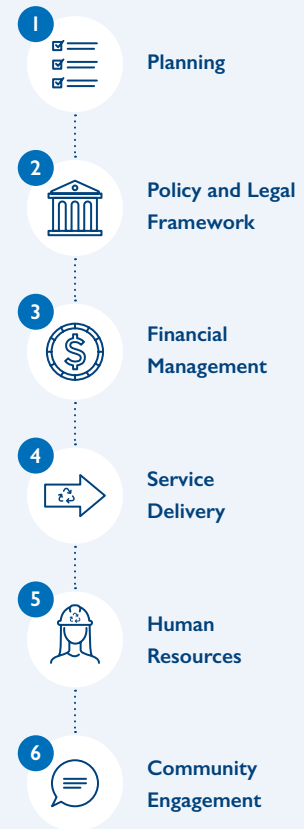 1
Planning
2
Policy and Legal
Framework
3
Financial
Management
$
4
Service
Delivery
5
Human
Resources
6
Community
Engagement